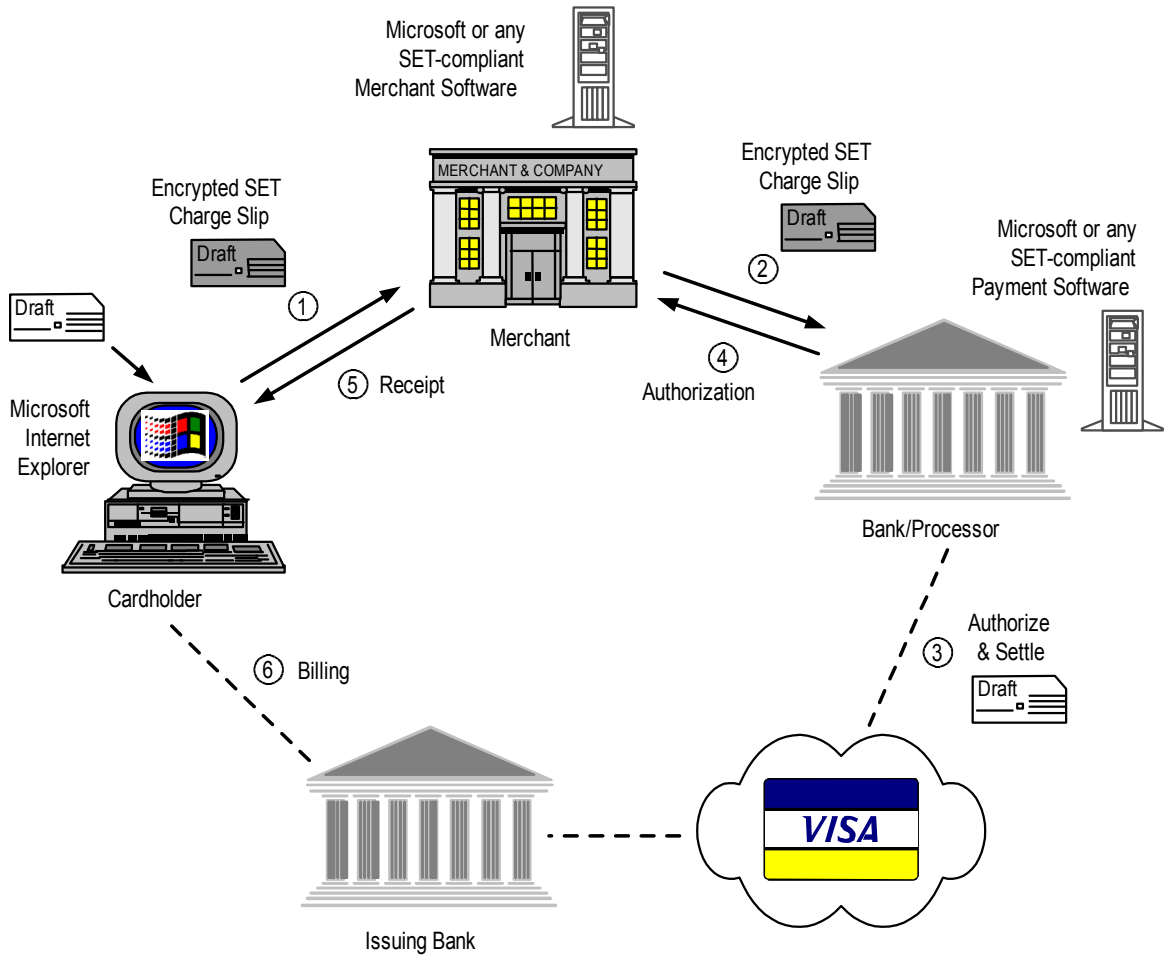 Microsoft or any
SET-compliant
Merchant Software
MERCHANT & COMPANY
Encrypted SET
Charge Slip
Draft
Encrypted SET
Charge Slip
Draft
Microsoft or any
SET-compliant
Payment Software
1
2
Draft
Merchant
4
Authorization
5 Receipt
Microsoft
Internet
Explorer
Bank/Processor
Cardholder
3
Authorize
& Settle
Draft
6 Billing
VISA
Issuing Bank